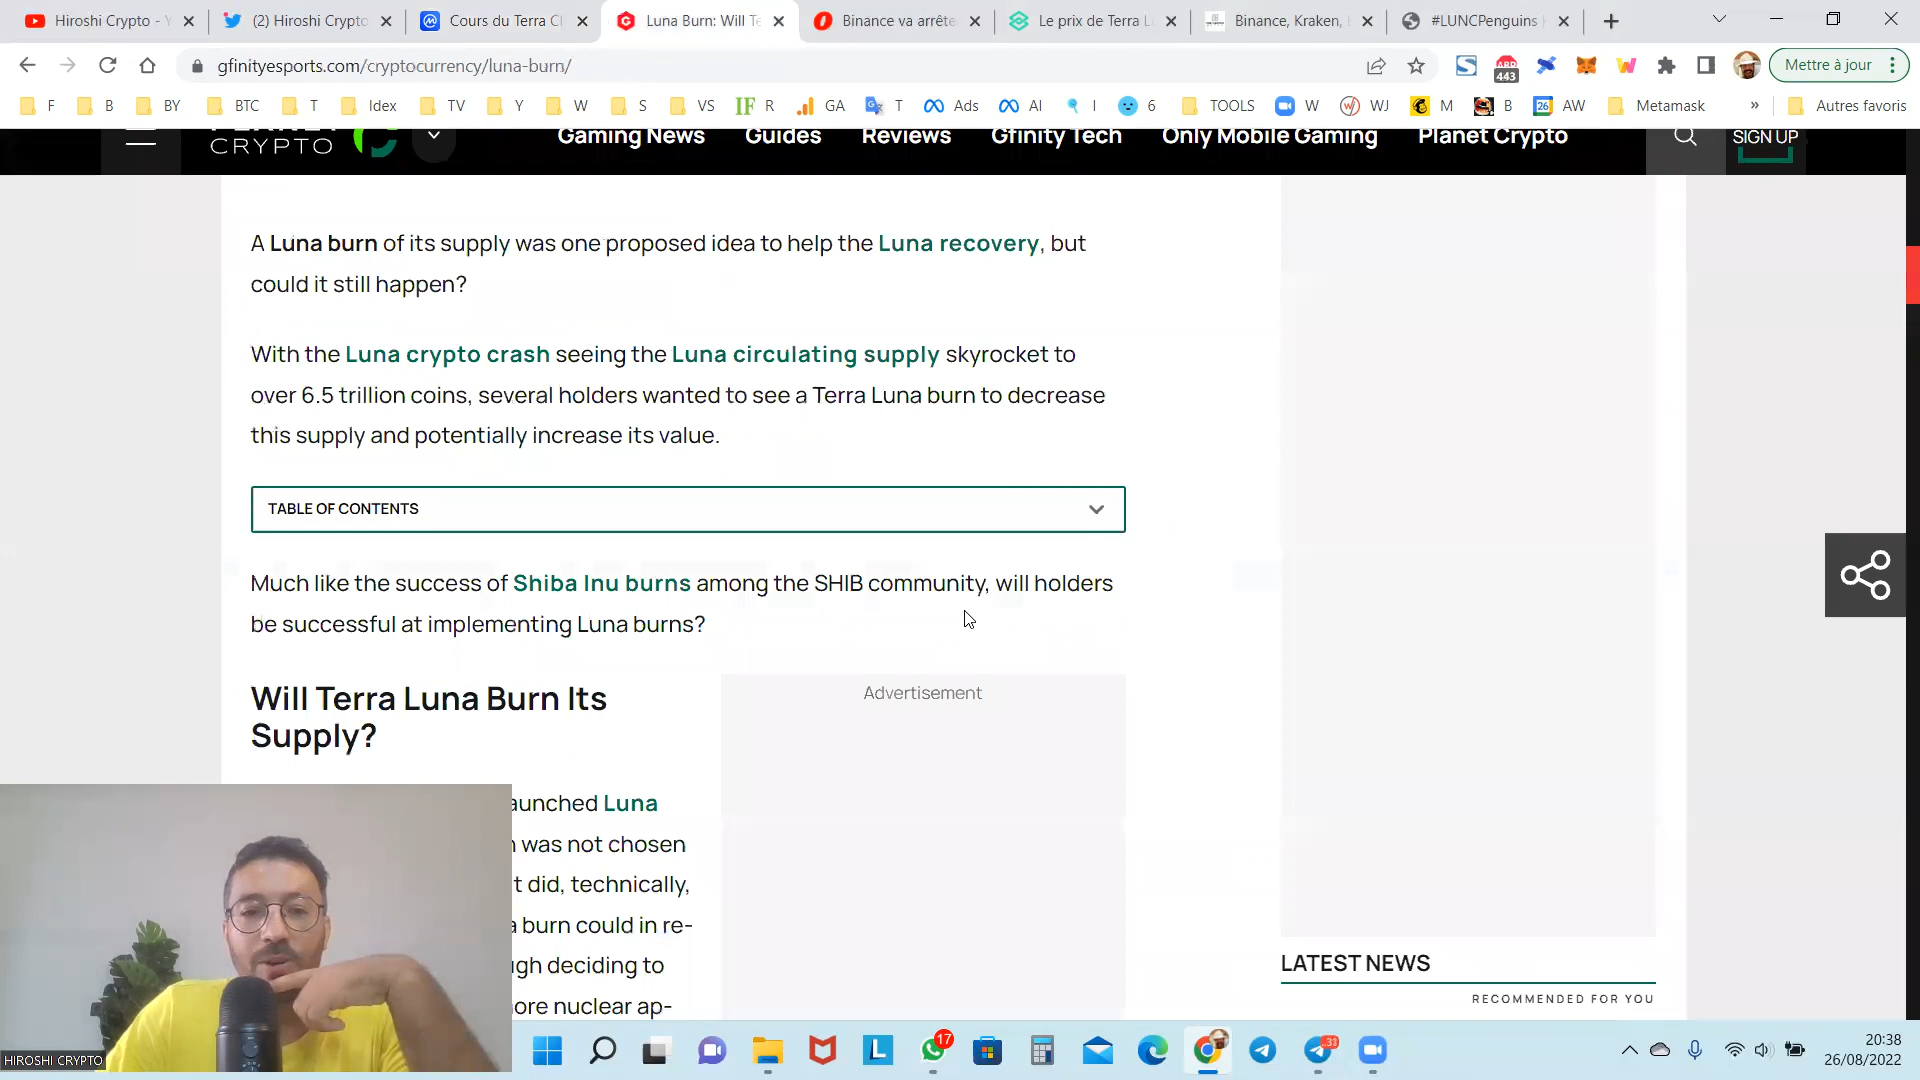 Hiroshi Crypto - Y
(2) Hiroshi Crypto
Cours du Terra Cl
Luna Burn: Will Te
Binance va arrête
Le prix de Terra L
Binance, Kraken,
#LUNCPenguins
gfinityesports.com/cryptocurrency/luna-burn/
443
Mettre à jour
F
B
BY
BTC
T
Idex
TV
Y
W
S
VS
IF R
GA
T
Ads
AI
I
6
TOOLS
W
WJ
M
B
26 AW
Metamask
»
Autres favoris
CRYPTO
Gaming News
Guides
Reviews
Gfinity Tech
Only Mobile Gaming
Planet Crypto
SIGN UP
A Luna burn of its supply was one proposed idea to help the Luna recovery, but
could it still happen?
With the Luna crypto crash seeing the Luna circulating supply skyrocket to
over 6.5 trillion coins, several holders wanted to see a Terra Luna burn to decrease
this supply and potentially increase its value.
TABLE OF CONTENTS
Much like the success of Shiba Inu burns among the SHIB community, will holders
be successful at implementing Luna burns?
Will Terra Luna Burn Its
Supply?
Advertisement
aunched Luna
was not chosen
t did, technically,
burn could in re-
gh deciding to
ore nuclear ap-
LATEST NEWS
RECOMMENDED FOR YOU
HIROSHI CRYPTO
L
17
33
20:38
26/08/2022